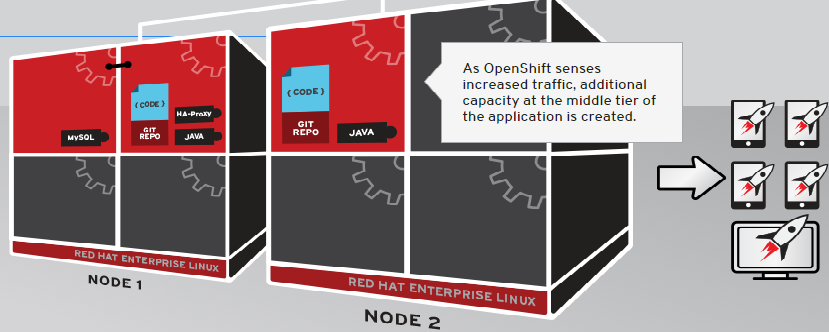 As OpenShift senses
increased traffic, additional
capacity at the middle tier of
the application is created.
{CODE}
HA-Proxy
GIT
REPO
MySQL
JAVA
{CODE}
GIT
REPO
JAVA
RED HAT ENTERPRISE LINUX
NODE 1
RED HAT ENTERPRISE LINUX
NODE 2